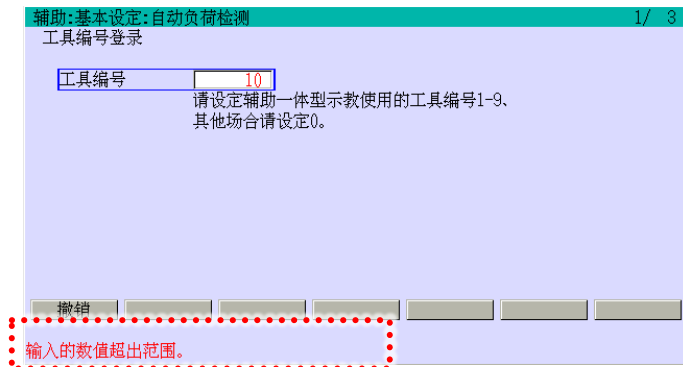 辅助:基本设定:自动负荷检测 1/ 3
工具编号登录
工具编号 10
请设定辅助一体型示教使用的工具编号1-9、
其他场合请设定0。
撤销
输入的数值超出范围。